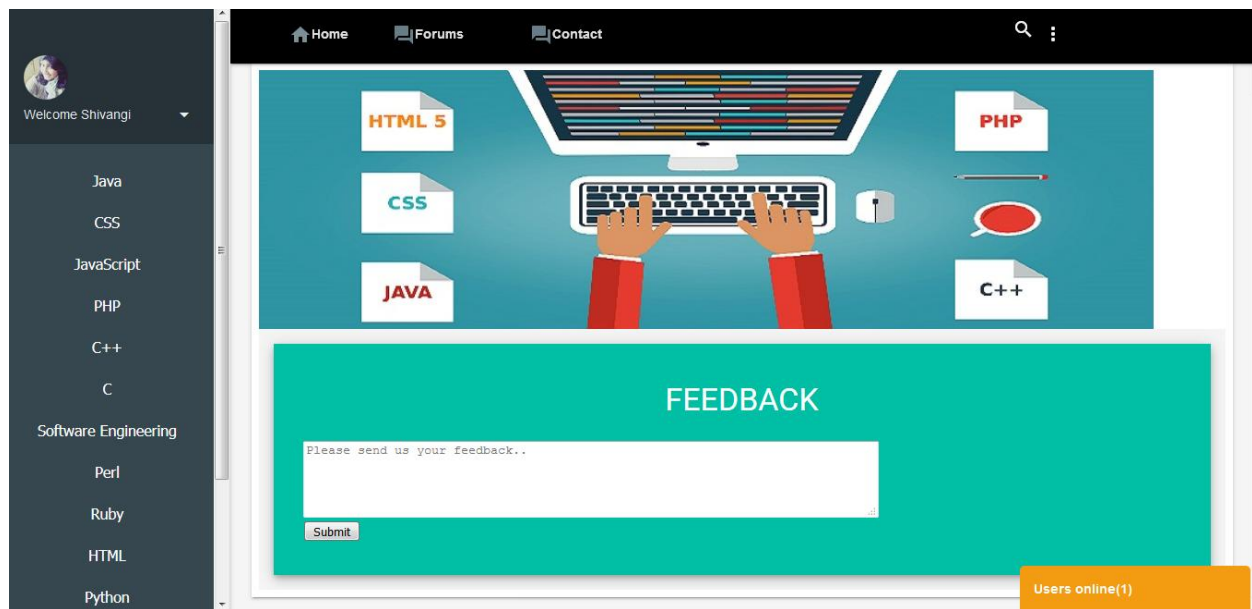 Home Forums Contact
Welcome Shivangi
Java
CSS
JavaScript
PHP
C++
C
Software Engineering
Perl
Ruby
HTML
Python
HTML 5
PHP
CSS
JAVA
C++
FEEDBACK
Please send us your feedback..
Submit
Users online(1)